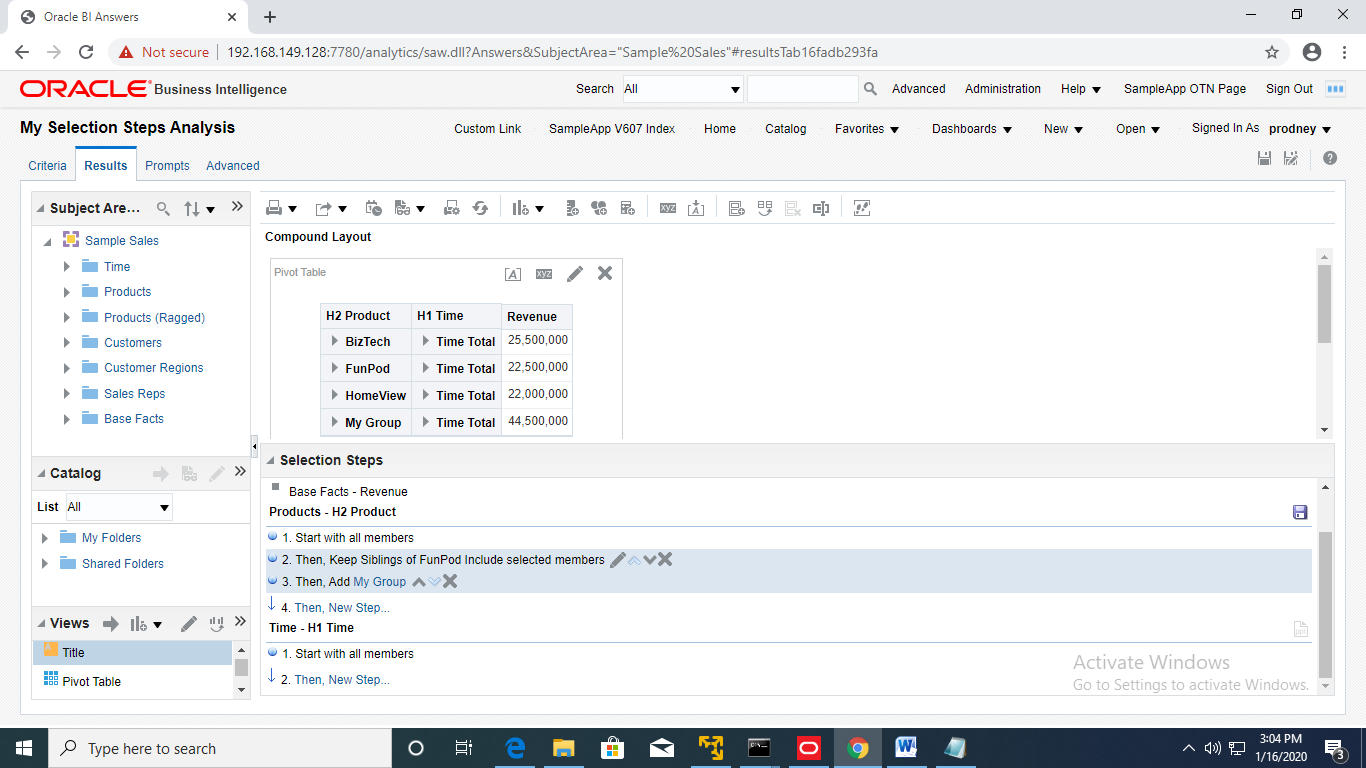 Oracle BI Answers
Not secure 192.168.149.128:7780/analytics/saw.dll?Answers&SubjectArea="Sample%20Sales"#resultsTab16fadb293fa
ORACLE Business Intelligence Search All Advanced Administration Help SampleApp OTN Page Sign Out
My Selection Steps Analysis Custom Link SampleApp V607 Index Home Catalog Favorites Dashboards New Open Signed In As prodney
Criteria Results Prompts Advanced
Subject Are...
Sample Sales
Time
Products
Products (Ragged)
Customers
Customer Regions
Sales Reps
Base Facts
Catalog
List All
My Folders
Shared Folders
Views
Title
Pivot Table
xyz A
Compound Layout
Pivot Table A xyz
H2 Product H1 Time Revenue
BizTech Time Total 25,500,000
FunPod Time Total 22,500,000
HomeView Time Total 22,000,000
My Group Time Total 44,500,000
Selection Steps
Base Facts - Revenue
Products - H2 Product
1. Start with all members
2. Then, Keep Siblings of FunPod Include selected members
3. Then, Add My Group
4. Then, New Step...
Time - H1 Time
1. Start with all members
2. Then, New Step...
Activate Windows
Go to Settings to activate Windows.
Type here to search
3:04 PM
1/16/2020
3